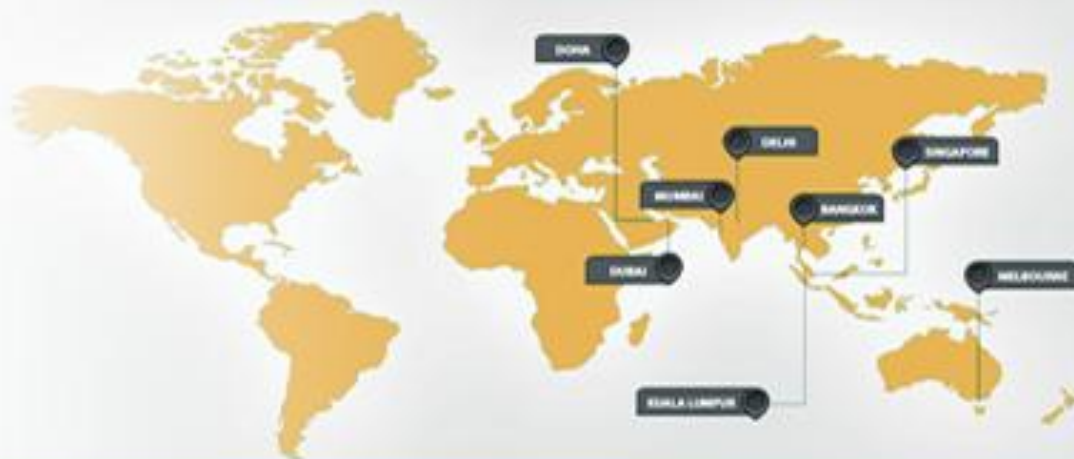 DOHA
DELHI
SINGAPORE
MUMBAI
BANGKOK
DUBAI
MELBOURNE
KUALA LUMPUR